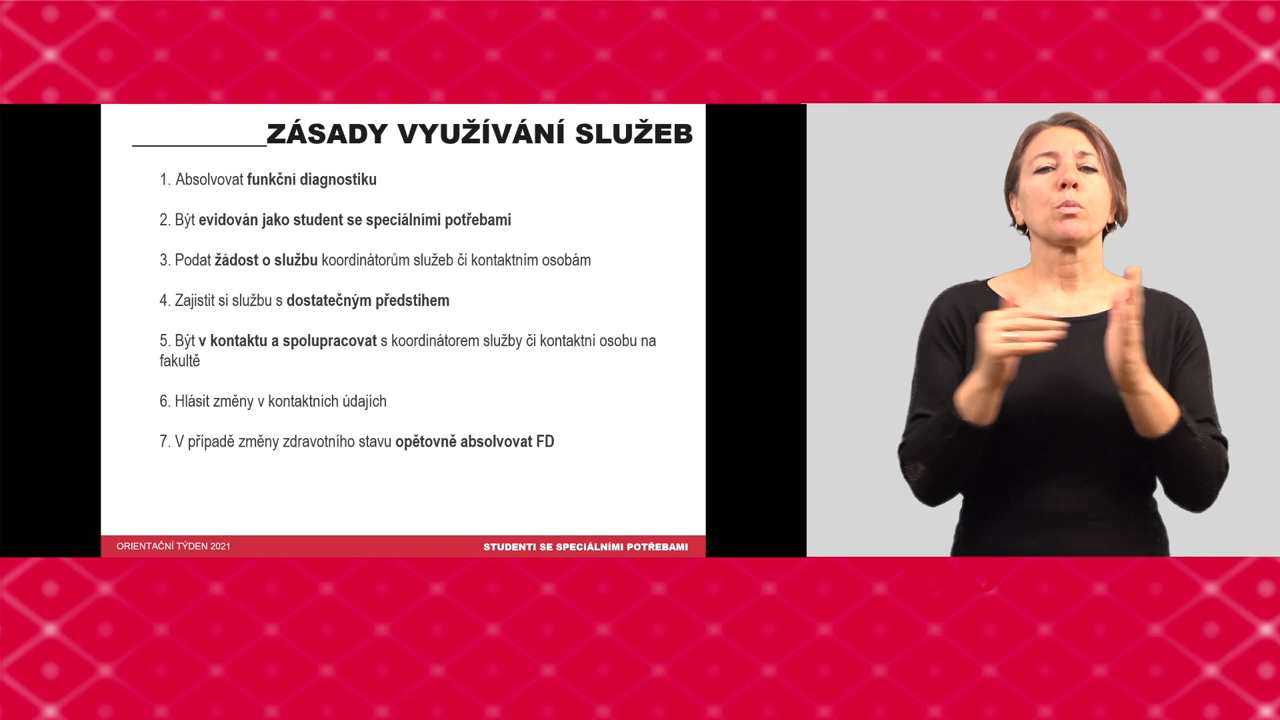 ZÁSADY VYUŽÍVÁNÍ SLUŽEB
1. Absolvovat funkční diagnostiku
2. Být evidován jako student se speciálními potřebami
3. Podat žádost o službu koordinátorům služeb či kontaktním osobám
4. Zajistit si službu s dostatečným předstihem
5. Být v kontaktu a spolupracovat s koordinátorem služby či kontaktní osobu na
fakultě
6. Hlásit změny v kontaktních údajích
7. V případě změny zdravotního stavu opětovně absolvovat FD
ORIENTAČNÍ TÝDEN 2021
STUDENTI SE SPECIÁLNÍMI POTŘEBAMI